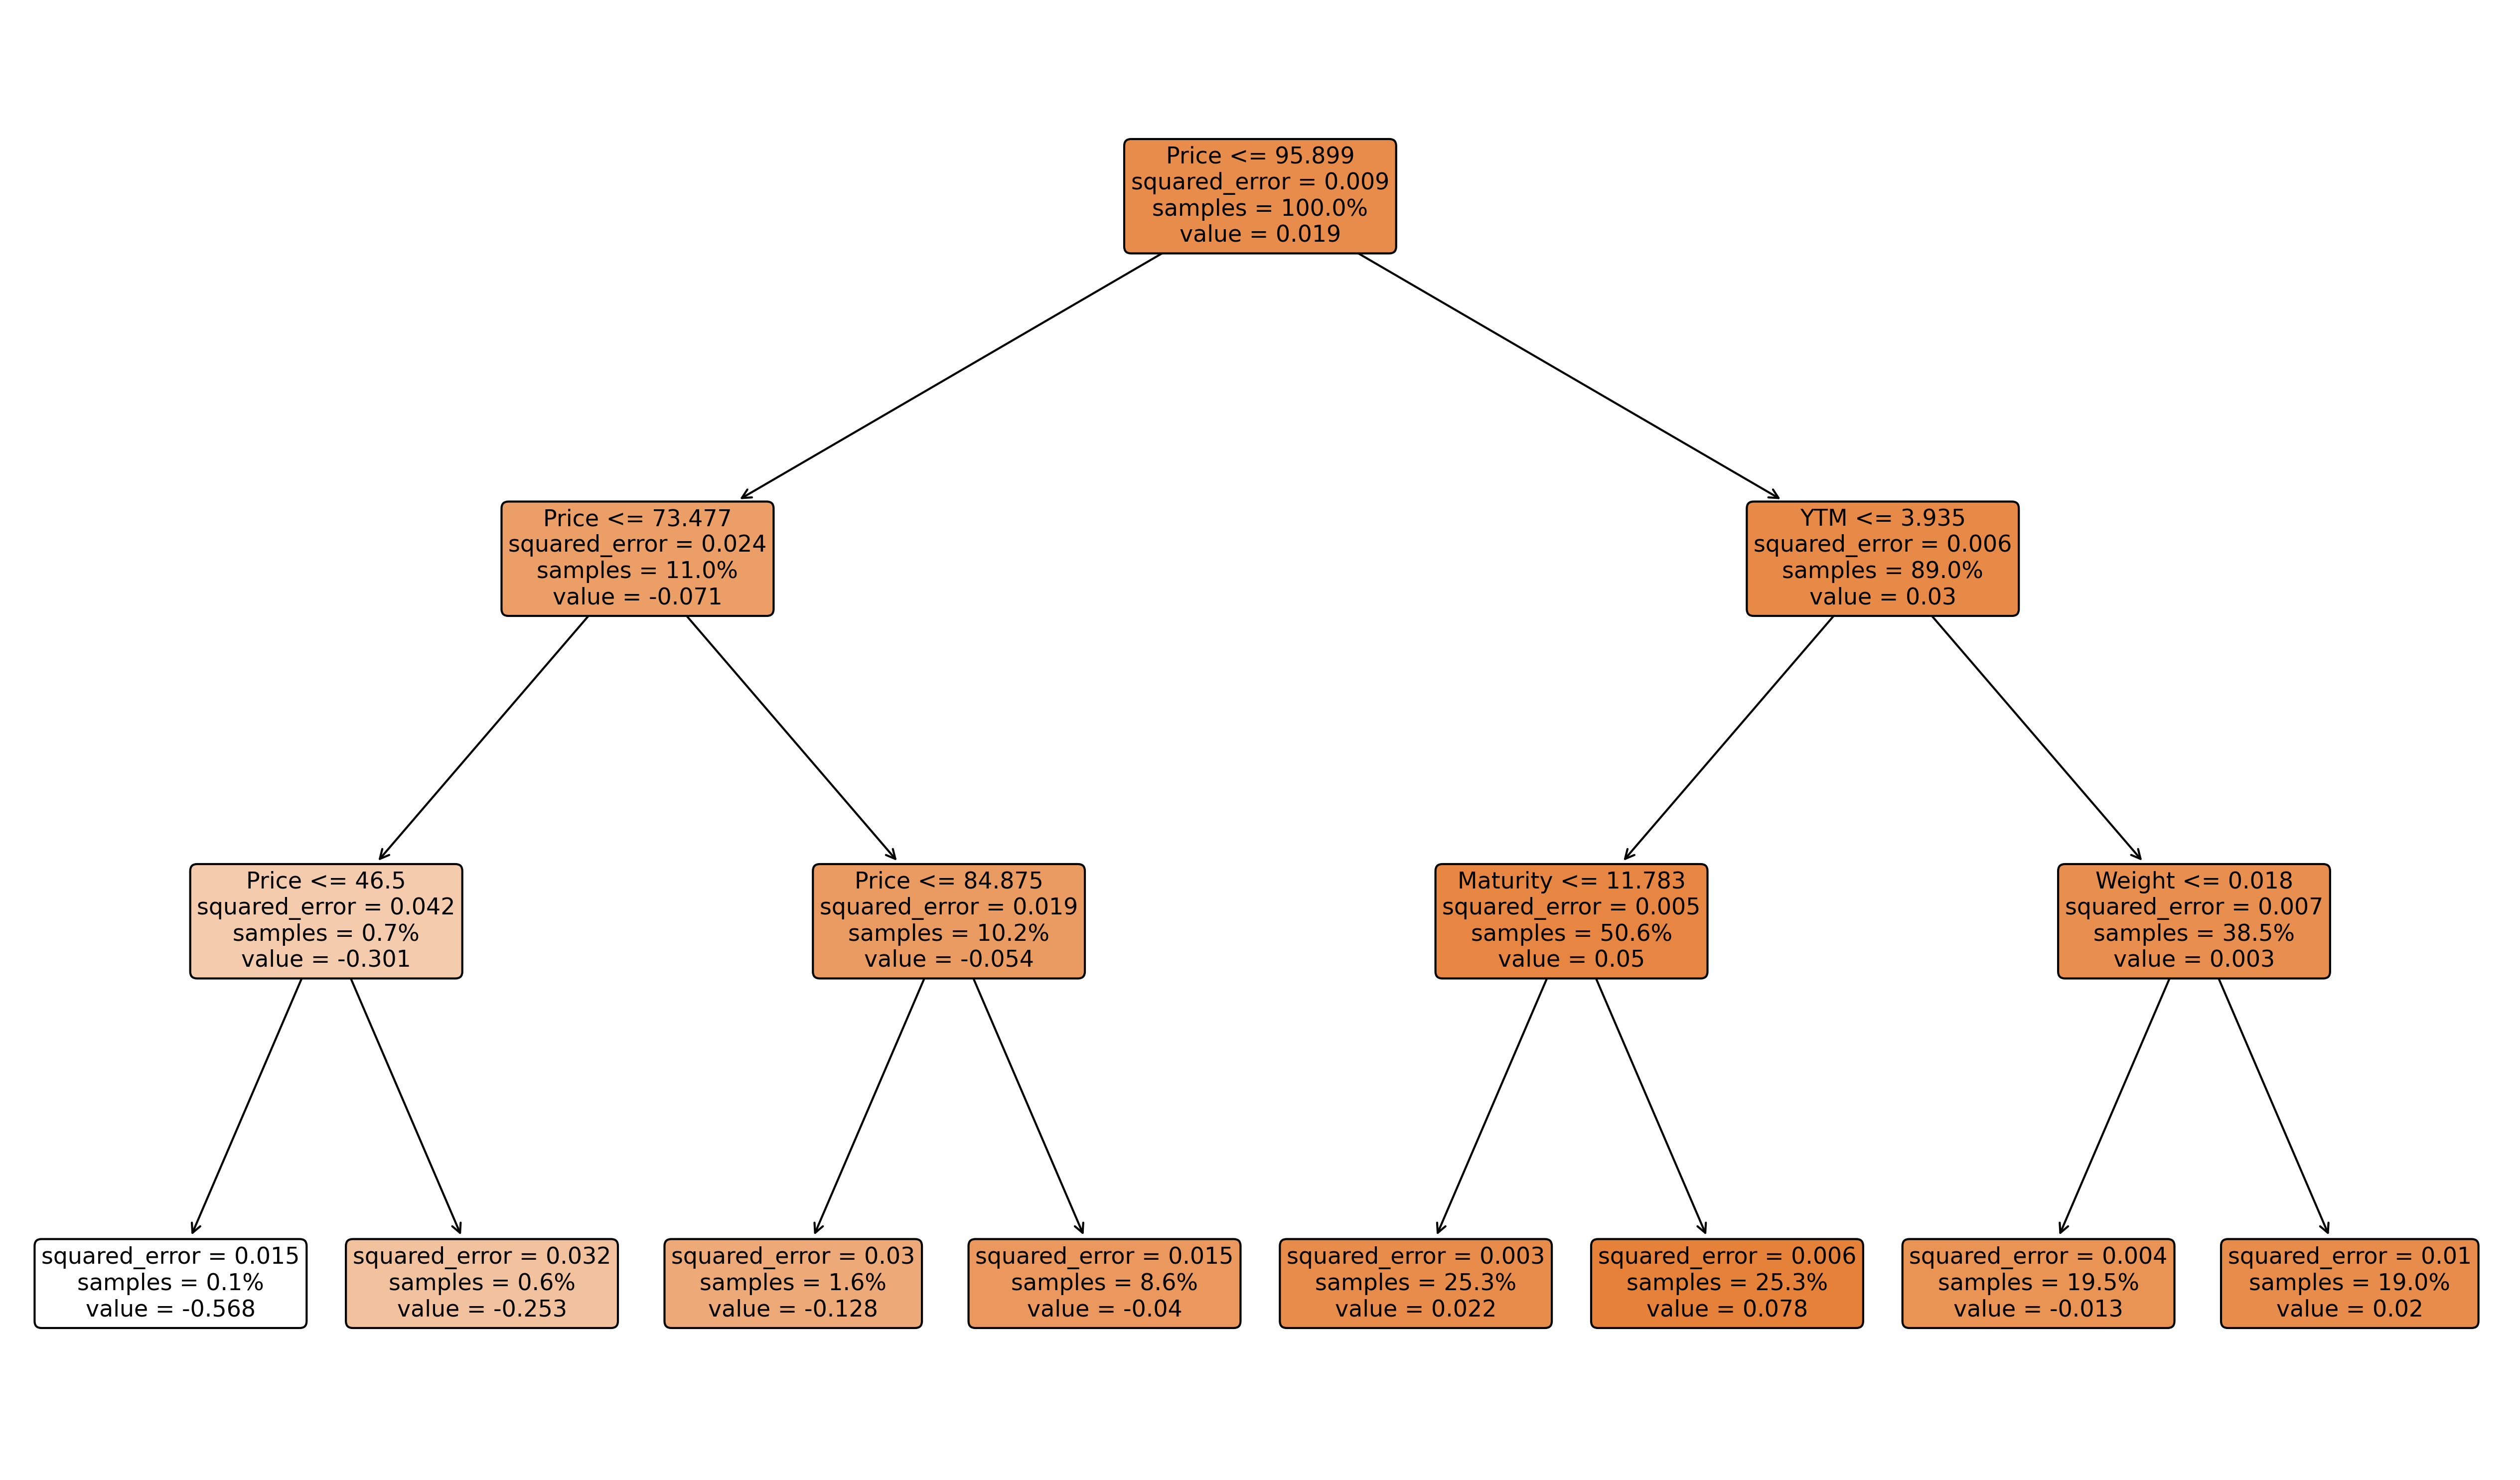 Price <= 95.899
squared_error = 0.009
samples = 100.0%
value = 0.019
Price <= 73.477
squared_error = 0.024
samples = 11.0%
value = -0.071
YTM <= 3.935
squared_error = 0.006
samples = 89.0%
value = 0.03
Price <= 46.5
squared_error = 0.042
samples = 0.7%
value = -0.301
Price <= 84.875
squared_error = 0.019
samples = 10.2%
value = -0.054
Maturity <= 11.783
squared_error = 0.005
samples = 50.6%
value = 0.05
Weight <= 0.018
squared_error = 0.007
samples = 38.5%
value = 0.003
squared_error = 0.015
samples = 0.1%
value = -0.568
squared_error = 0.032
samples = 0.6%
value = -0.253
squared_error = 0.03
samples = 1.6%
value = -0.128
squared_error = 0.015
samples = 8.6%
value = -0.04
squared_error = 0.003
samples = 25.3%
value = 0.022
squared_error = 0.006
samples = 25.3%
value = 0.078
squared_error = 0.004
samples = 19.5%
value = -0.013
squared_error = 0.01
samples = 19.0%
value = 0.02